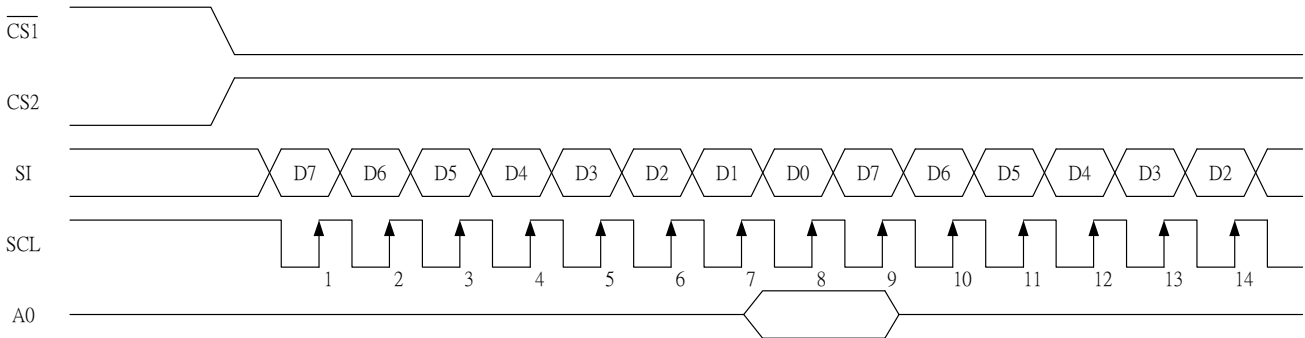 CS1
CS2
SI D7 D6 D5 D4 D3 D2 D1 D0 D7 D6 D5 D4 D3 D2
SCL
1 2 3 4 5 6 7 8 9 10 11 12 13 14
A0